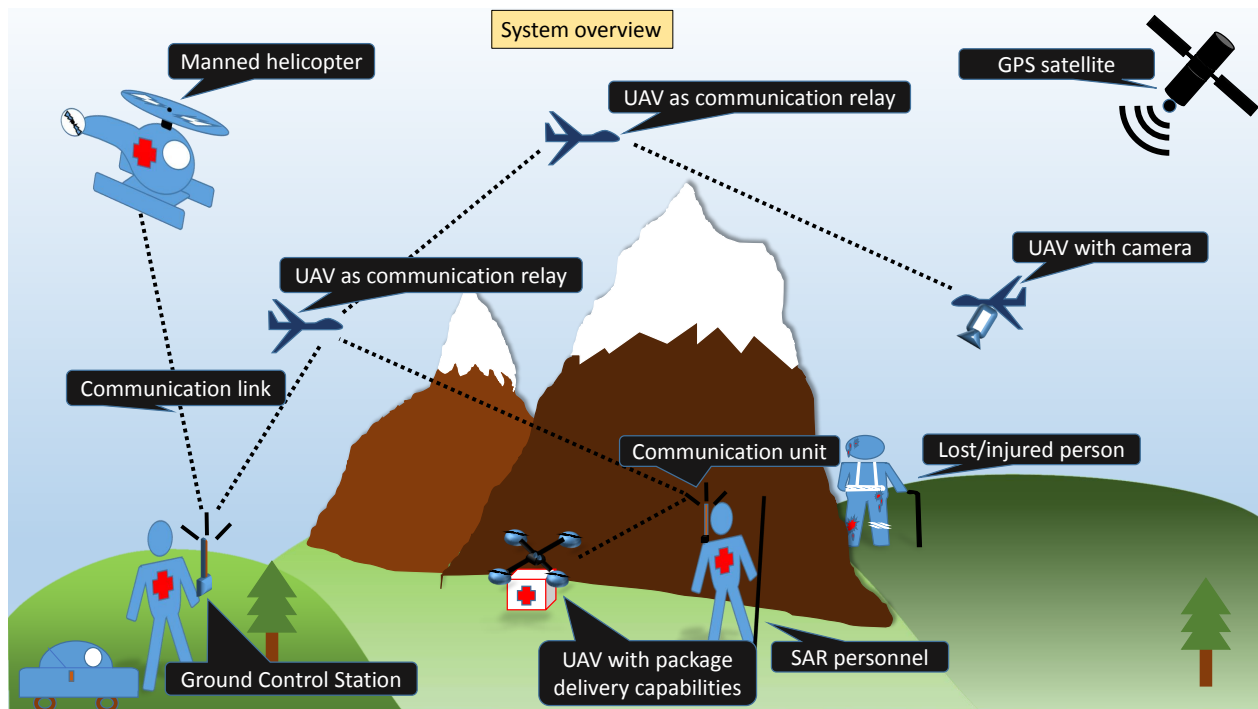 System overview
Manned helicopter
GPS satellite
UAV as communication relay
UAV with camera
UAV as communication relay
Communication link
Communication unit
Lost/injured person
UAV with package
delivery capabilities
SAR personnel
Ground Control Station